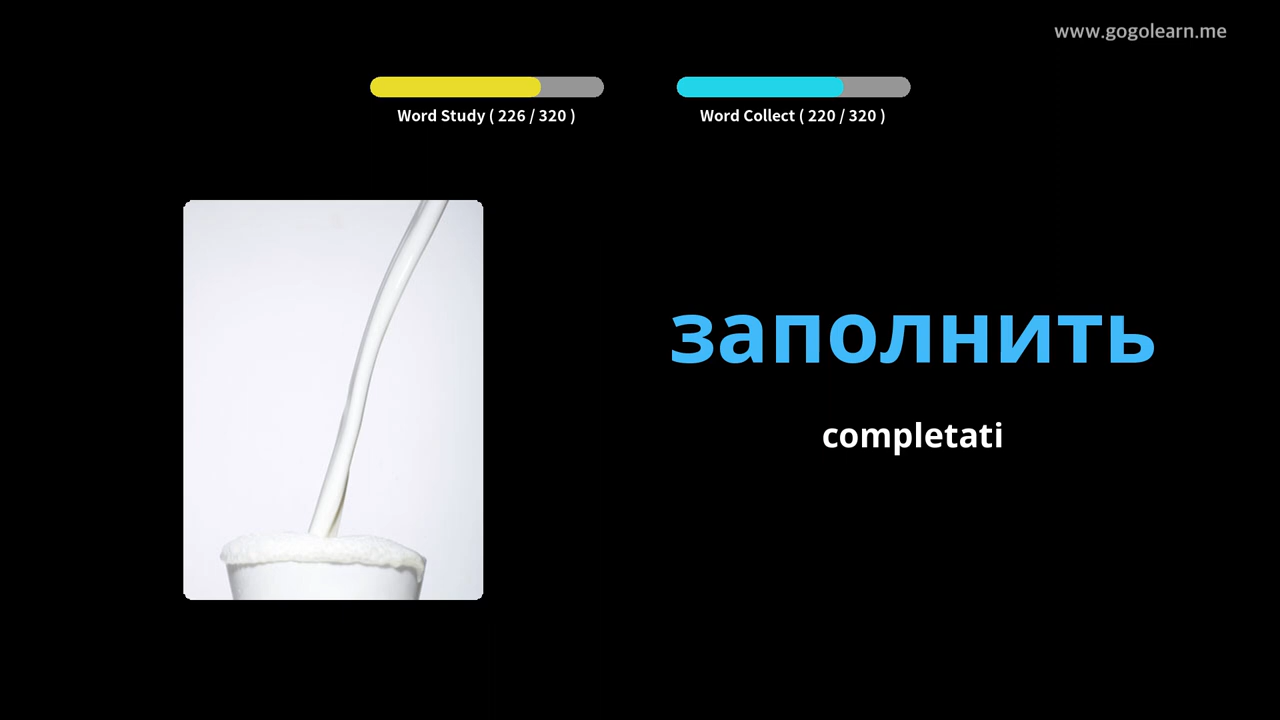 www.gogolearn.me
Word Study ( 226 / 320 )
Word Collect ( 220 / 320 )
заполнить
completati